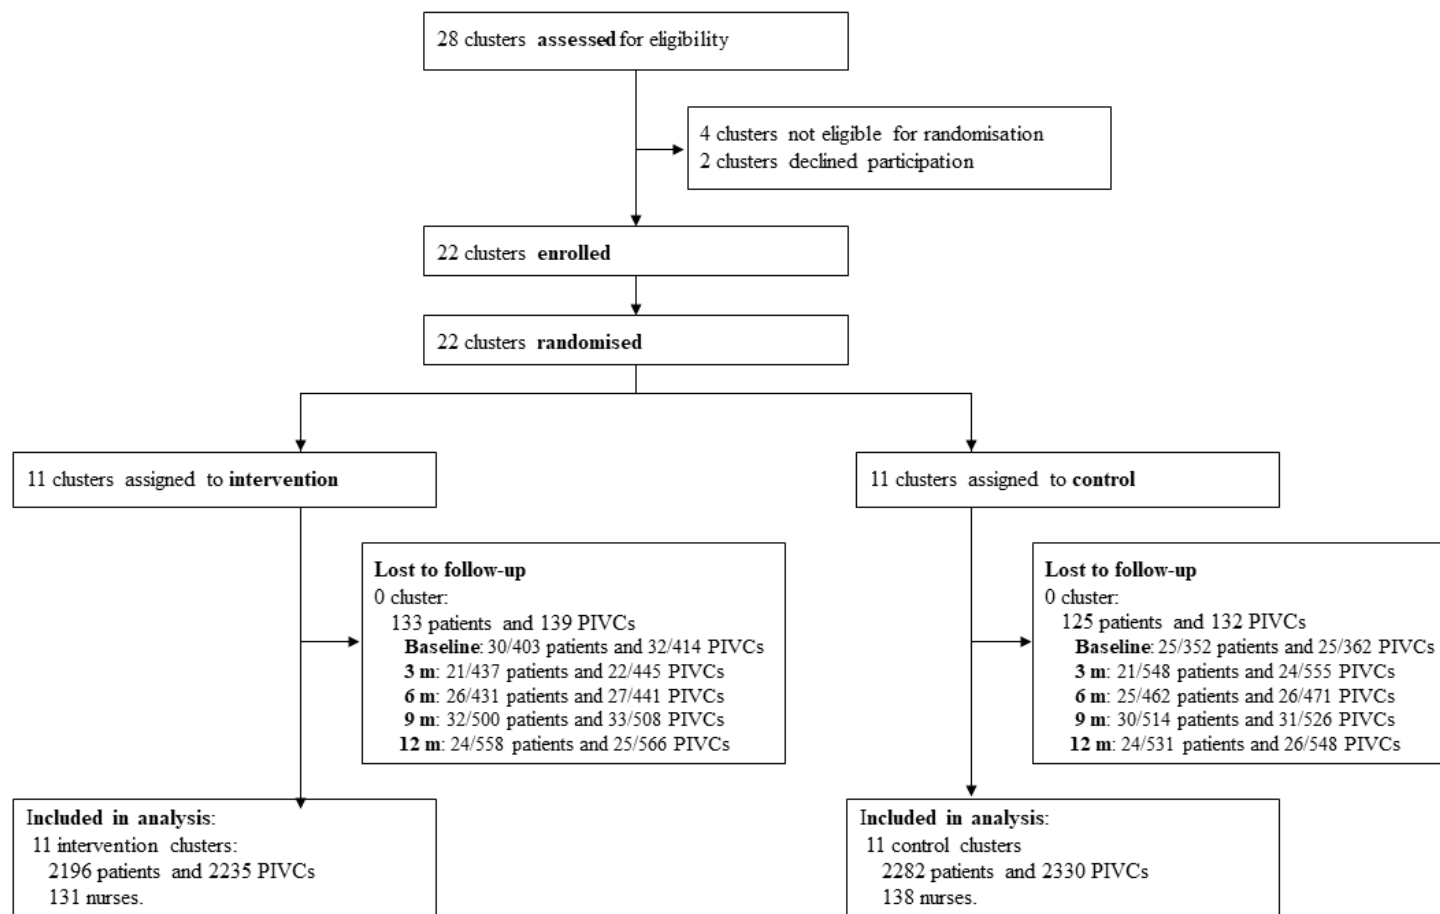 28 clusters assessed for eligibility
4 clusters not eligible for randomisation
2 clusters declined participation
22 clusters enrolled
22 clusters randomised
11 clusters assigned to intervention
11 clusters assigned to control
Lost to follow-up
0 cluster:
133 patients and 139 PIVCs
Baseline: 30/403 patients and 32/414 PIVCs
3 m: 21/437 patients and 22/445 PIVCs
6 m: 26/431 patients and 27/441 PIVCs
9 m: 32/500 patients and 33/508 PIVCs
12 m: 24/558 patients and 25/566 PIVCs
Lost to follow-up
0 cluster:
125 patients and 132 PIVCs
Baseline: 25/352 patients and 25/362 PIVCs
3 m: 21/548 patients and 24/555 PIVCs
6 m: 25/462 patients and 26/471 PIVCs
9 m: 30/514 patients and 31/526 PIVCs
12 m: 24/531 patients and 26/548 PIVCs
Included in analysis:
11 intervention clusters:
2196 patients and 2235 PIVCs
131 nurses.
Included in analysis:
11 control clusters
2282 patients and 2330 PIVCs
138 nurses.